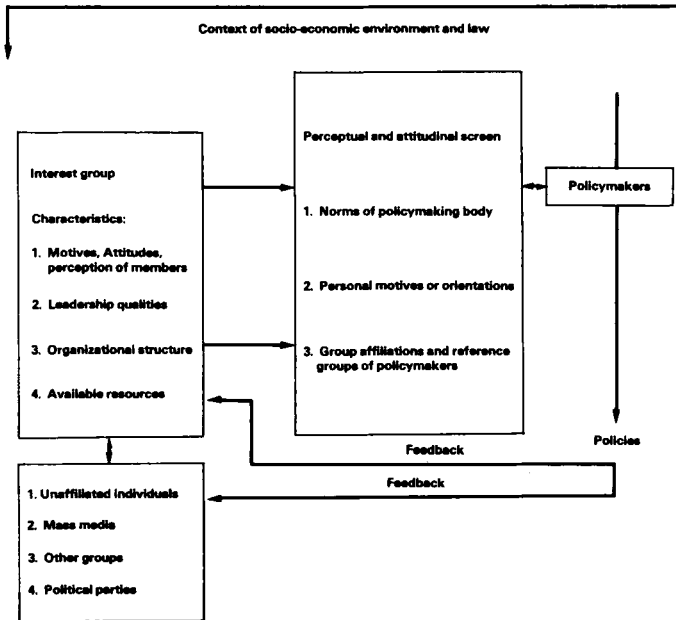 Context of socio-economic environment and law
Perceptual and attitudinal screen
Interest group
Policymakers
Characteristics:
1. Norms of policymaking body
1. Motives, Attitudes,
perception of members
2. Personal motives or orientations
2. Leadership qualities
3. Organizational structure
3. Group affiliations and reference
groups of policymakers
4. Available resources
Policies
Feedback
Feedback
1. Unaffiliated individuals
2. Mass media
3. Other groups
4. Political parties